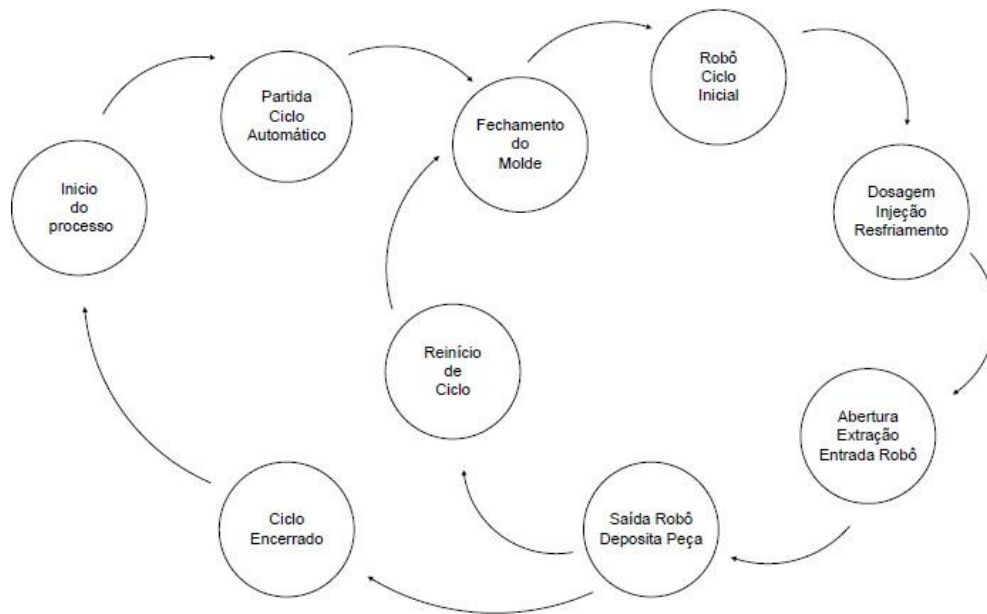 Robô
Ciclo
Inicial
Partida
Ciclo
Automático
Fechamento
do
Molde
Inicio
do
processo
Dosagem
Injeção
Resfriamento
Reinício
de
Ciclo
Abertura
Extração
Entrada Robô
Ciclo
Encerrado
Saída Robô
Deposita Peça